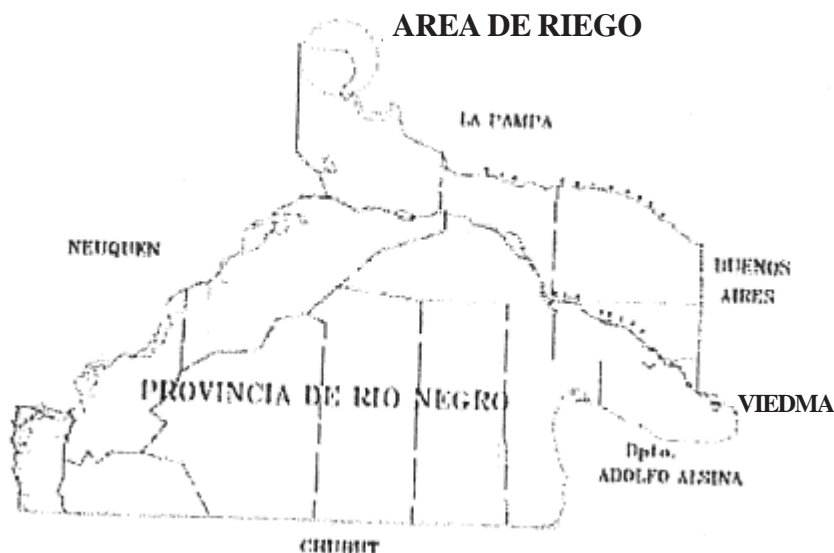 AREA DE RIEGO
LA PAMPA
NEUQUEN
BUENOS
AIRES
PROVINCIA DE RIO NEGRO
VIEDMA
Dpto.
ADOLFO ALSINA
CHUBUT